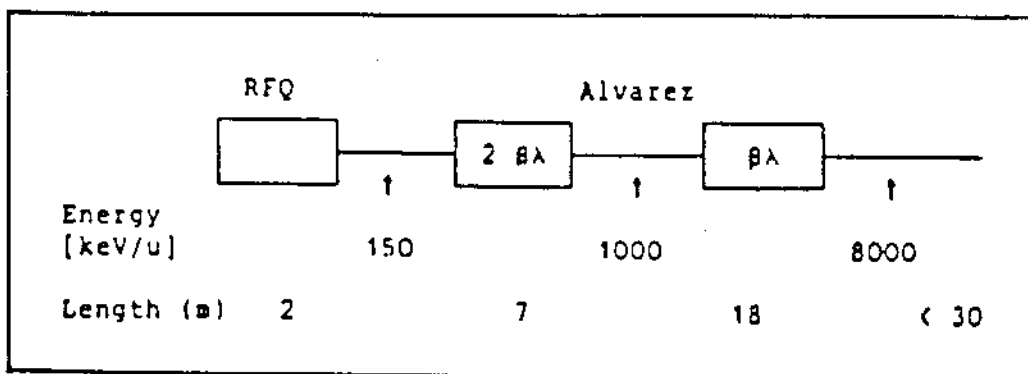 RFQ Alvarez
2 βλ βλ
Energy
[keV/u] 150 1000 8000
Length (m) 2 7 18 < 30